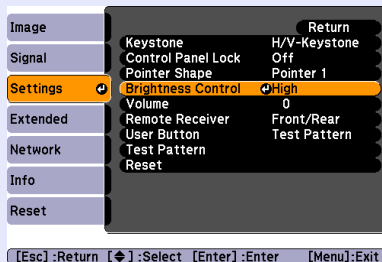 Image
Signal
Settings
Extended
Network
Info
Reset
Return
Keystone H/V-Keystone
Control Panel Lock Off
Pointer Shape Pointer 1
Brightness Control High
Volume 0
Remote Receiver Front/Rear
User Button Test Pattern
Test Pattern
Reset
[Esc] :Return [◆] :Select [Enter] :Enter [Menu]:Exit